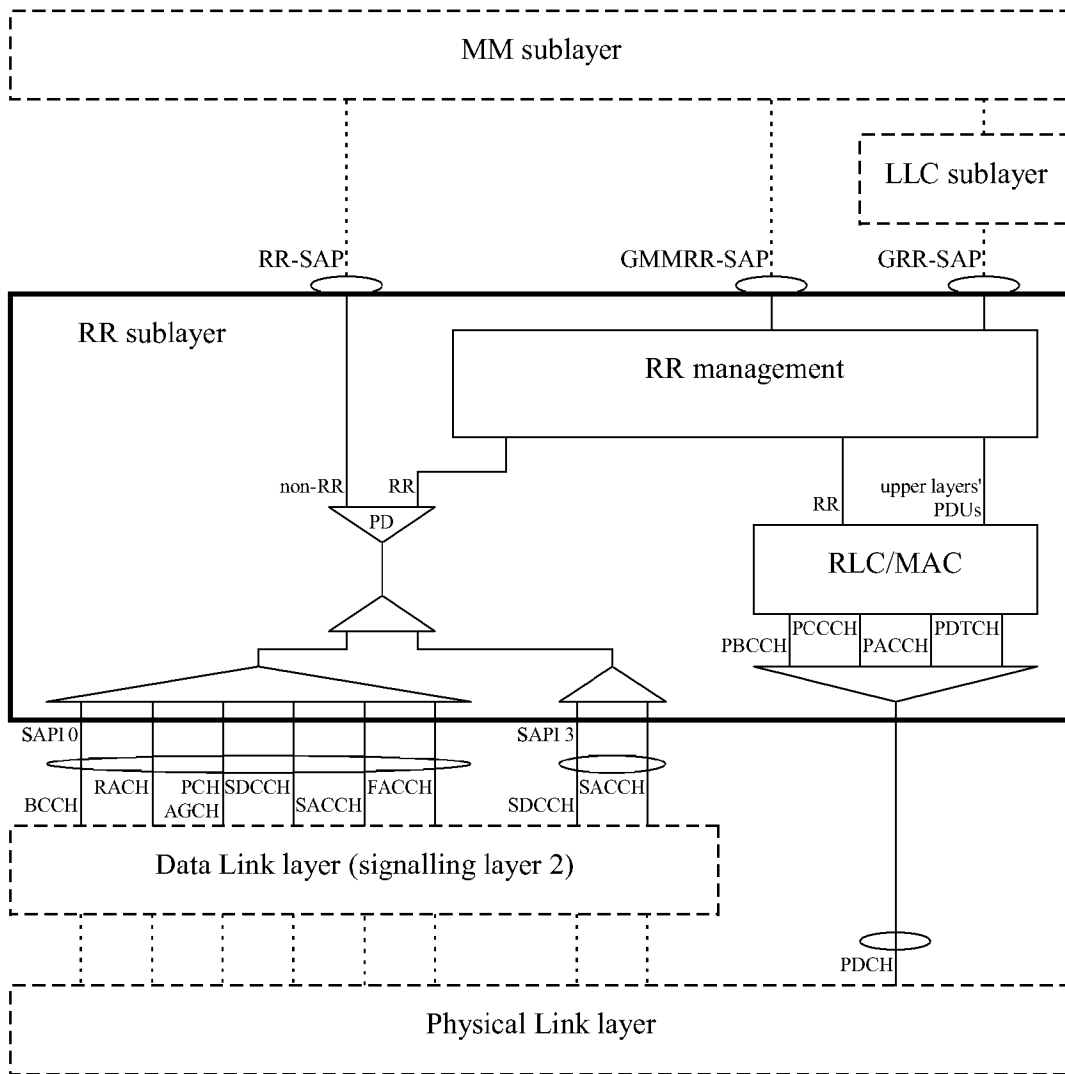 MM sublayer
LLC sublayer
RR-SAP
GMMRR-SAP
GRR-SAP
RR sublayer
RR management
non-RR
RR
RR
upper layers'
PDUs
PD
RLC/MAC
PBCCH
PCCCH
PACCH
PDTCH
SAPI 0
SAPI 3
BCCH
RACH
PCH
AGCH
SDCCH
SACCH
FACCH
SDCCH
SACCH
Data Link layer (signalling layer 2)
PDCH
Physical Link layer